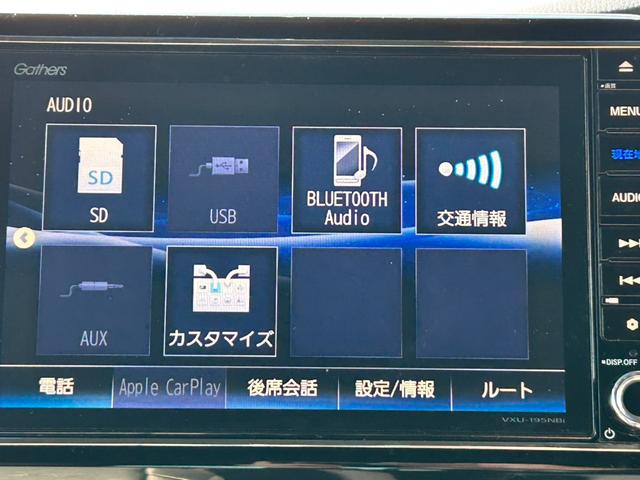 Gathers
AUDIO
SD
SD
USB
BLUETOOTH
Audio
交通情報
AUX
カスタマイズ
電話
Apple CarPlay
後席会話
設定/情報
ルート
VXU-195NBi
画質
MENU
現在地
AUDIO
DISP.OFF